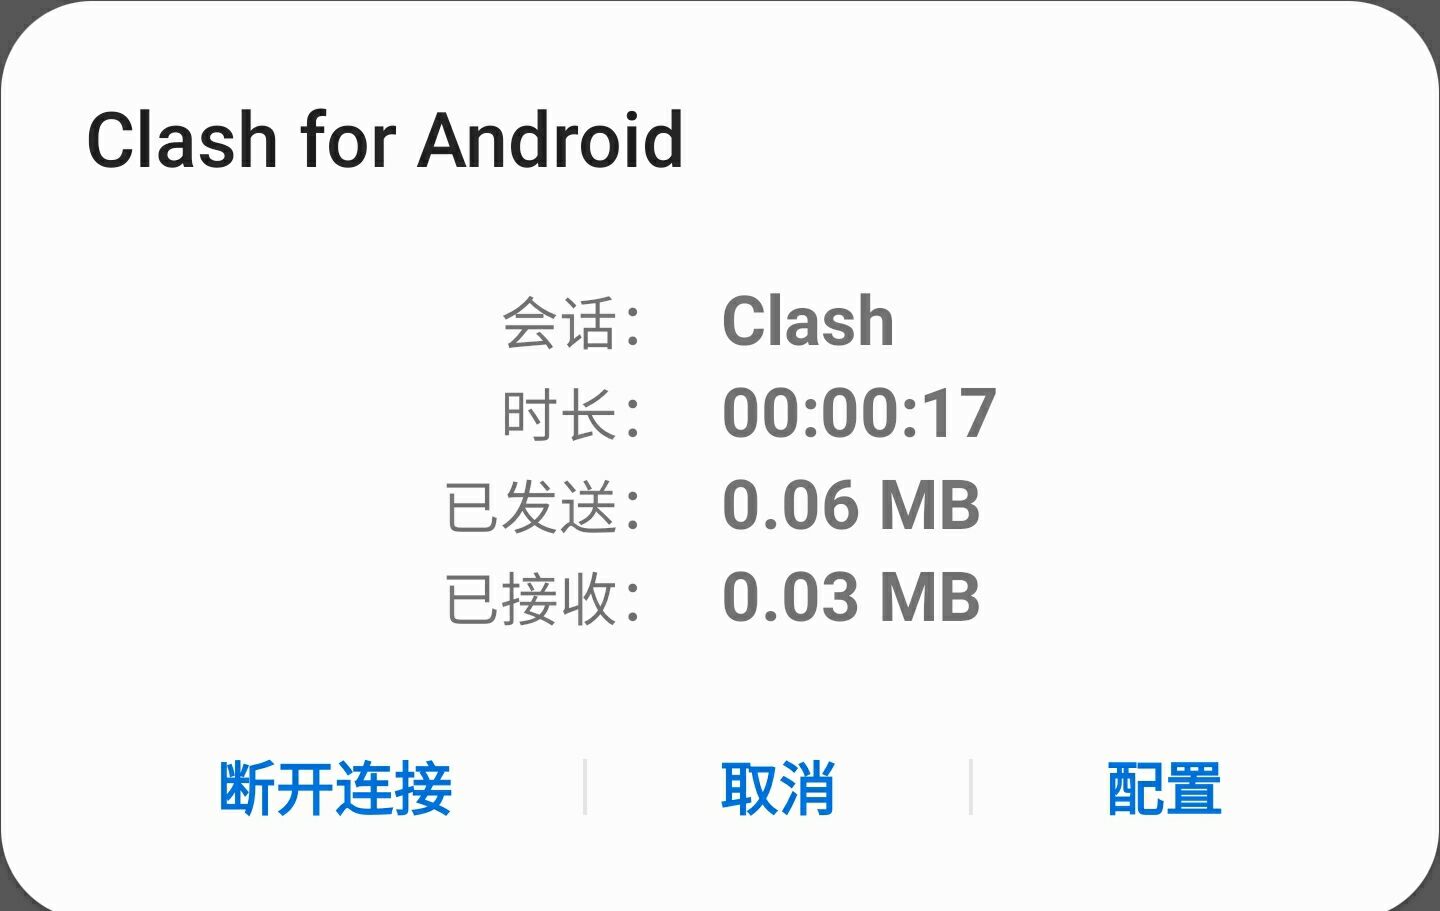 Clash for Android
会话： Clash
时长： 00:00:17
已发送： 0.06 MB
已接收： 0.03 MB
断开连接 取消 配置